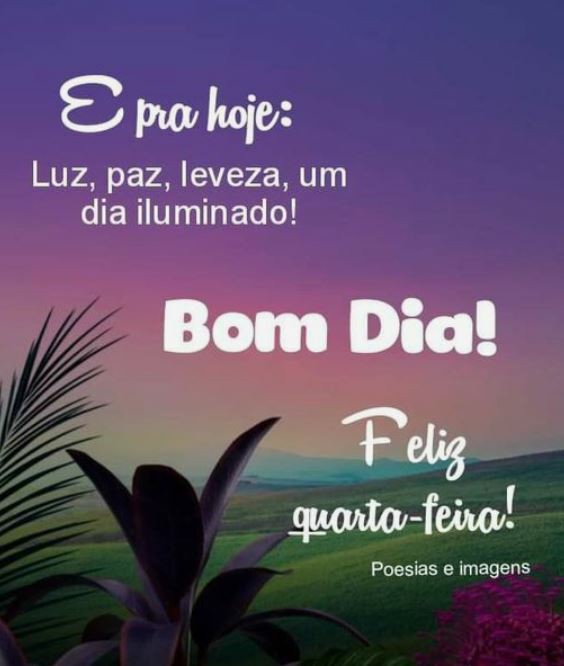 E pra hoje:
Luz, paz, leveza, um
dia iluminado!
Bom Dia!
Feliz
quarta-feira!
Poesias e imagens